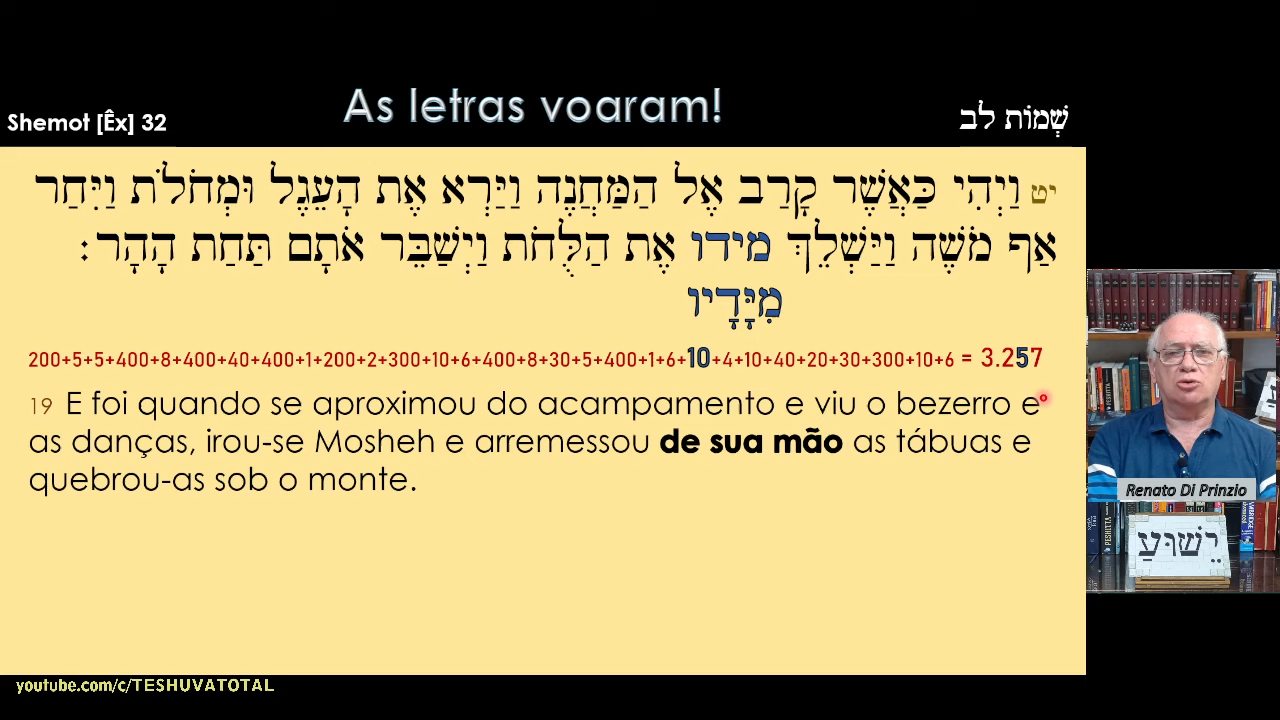 As letras voaram!
Shemot [Êx] 32
שְׁמוֹת לב
יט וַיְהִי כַּאֲשֶׁר קָרַב אֶל הַמַּחֲנֶה וַיַּרְא אֶת הָעֵגֶל וּמְחֹלֹת וַיִּחַר
אַף מֹשֶׁה וַיַּשְׁלֵךְ מידו אֶת הַלֻּחֹת וַיְשַׁבֵּר אֹתָם תַּחַת הָהָר׃
מִיָּדָיו
200+5+5+400+8+400+40+400+1+200+2+300+10+6+400+8+30+5+400+1+6+10+4+10+40+20+30+300+10+6 = 3.257
19 E foi quando se aproximou do acampamento e viu o bezerro e
as danças, irou-se Mosheh e arremessou de sua mão as tábuas e
quebrou-as sob o monte.
Renato Di Prinzio
PESHITTA
PESHITTA
יֵשׁוּעַ
youtube.com/c/TESHUVATOTAL